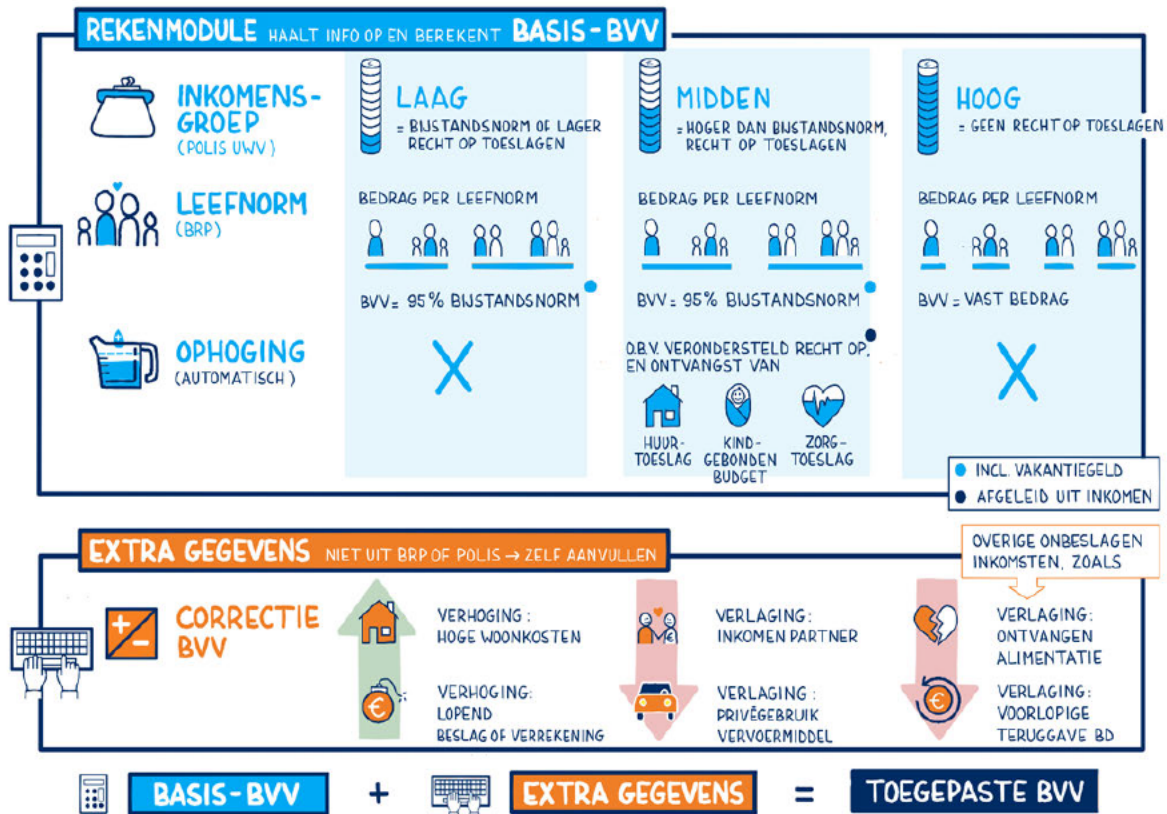 REKENMODULE HAALT INFO OP EN BEREKENT BASIS-BVV
INKOMENS-
GROEP
(POLIS UWV)
LAAG
= BIJSTANDSNORM OF LAGER
RECHT OP TOESLAGEN
MIDDEN
= HOGER DAN BIJSTANDSNORM,
RECHT OP TOESLAGEN
HOOG
= GEEN RECHT OP TOESLAGEN
LEEFNORM
(BRP)
BEDRAG PER LEEFNORM
BVV = 95% BIJSTANDSNORM
BEDRAG PER LEEFNORM
BVV = 95% BIJSTANDSNORM
BEDRAG PER LEEFNORM
BVV = VAST BEDRAG
OPHOGING
(AUTOMATISCH)
X
O.B.V. VERONDERSTELD RECHT OP,
EN ONTVANGST VAN
HUUR-
TOESLAG
KIND-
GEBONDEN
BUDGET
ZORG-
TOESLAG
X
INCL. VAKANTIEGELD
AFGELEID UIT INKOMEN
EXTRA GEGEVENS NIET UIT BRP OF POLIS → ZELF AANVULLEN
OVERIGE ONBESLAGEN
INKOMSTEN, ZOALS
+/-
CORRECTIE
BVV
VERHOGING:
HOGE WOONKOSTEN
€
VERHOGING:
LOPEND
BESLAG OF VERREKENING
€
VERLAGING:
INKOMEN PARTNER
VERLAGING:
PRIVÉGEBRUIK
VERVOERMIDDEL
VERLAGING:
ONTVANGEN
ALIMENTATIE
€
VERLAGING:
VOORLOPIGE
TERUGGAVE BD
BASIS-BVV + EXTRA GEGEVENS = TOEGEPASTE BVV